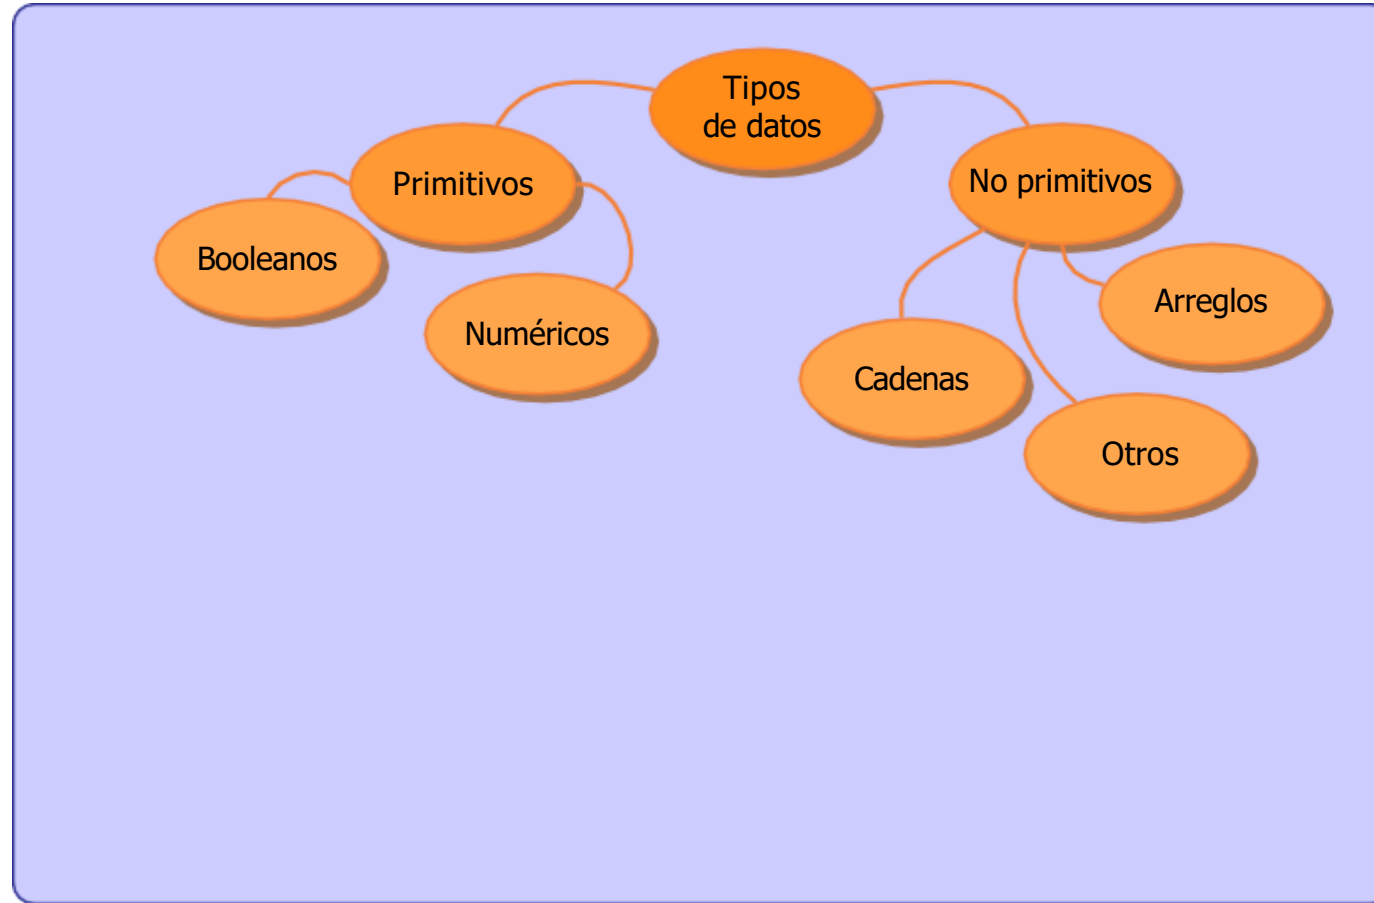 Tipos
de datos
Primitivos
No primitivos
Booleanos
Numéricos
Arreglos
Cadenas
Otros